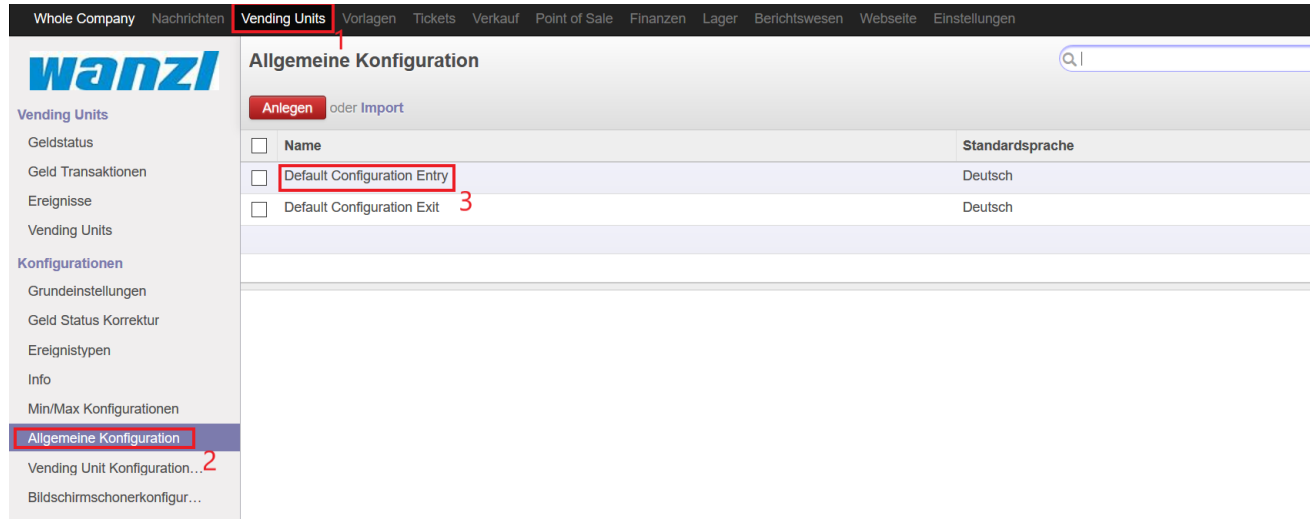 Whole Company Nachrichten Vending Units Vorlagen Tickets Verkauf Point of Sale Finanzen Lager Berichtswesen Webseite Einstellungen
1
wanzl
Allgemeine Konfiguration
Anlegen oder Import
Vending Units
Geldstatus
Geld Transaktionen
Ereignisse
Vending Units
Konfigurationen
Grundeinstellungen
Geld Status Korrektur
Ereignistypen
Info
Min/Max Konfigurationen
Allgemeine Konfiguration
2
Vending Unit Konfiguration…
Bildschirmschonerkonfigur…
Name Standardsprache
Default Configuration Entry Deutsch
3
Default Configuration Exit Deutsch